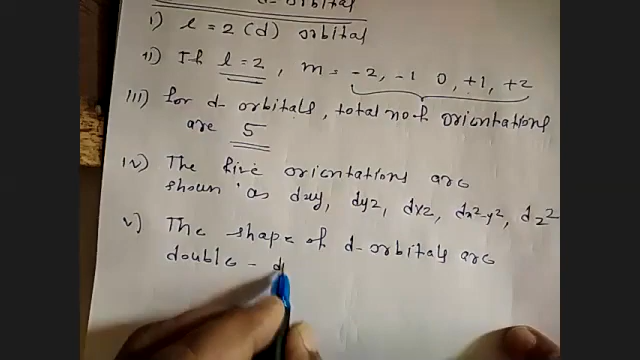 d-orbital
i) l = 2 (d) orbital
ii) If l = 2, m = -2, -1 0, +1, +2
iii) For d- orbitals, total no of orientations
are 5
iv) The five orientations are
shown as dxy, dyz, dxz, dx²-y², dz²
v) The shape of d-orbitals are
double - d